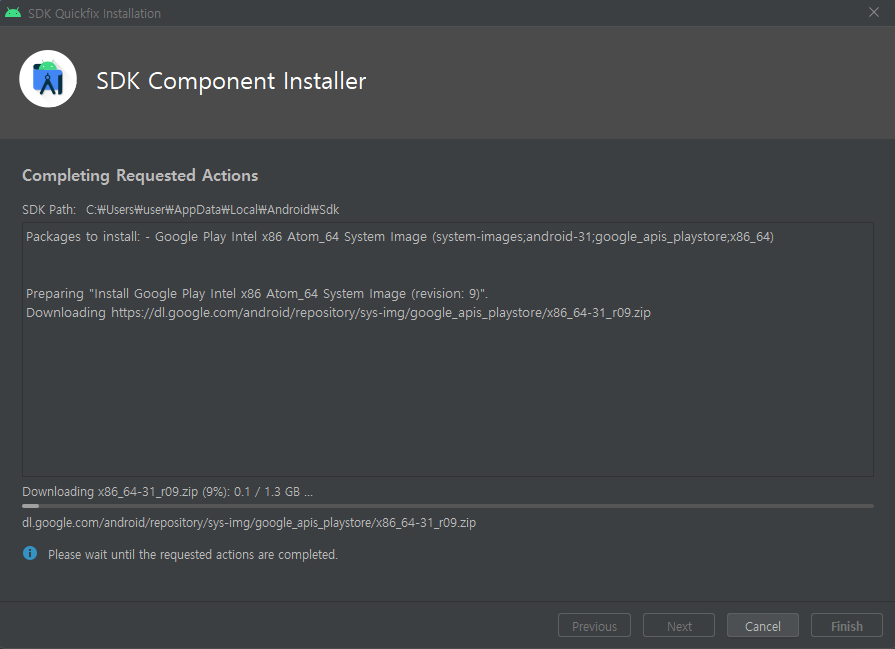 SDK Quickfix Installation
SDK Component Installer
Completing Requested Actions
SDK Path: C:₩Users₩user₩AppData₩Local₩Android₩Sdk
Packages to install: - Google Play Intel x86 Atom_64 System Image (system-images;android-31;google_apis_playstore;x86_64)
Preparing "Install Google Play Intel x86 Atom_64 System Image (revision: 9)".
Downloading https://dl.google.com/android/repository/sys-img/google_apis_playstore/x86_64-31_r09.zip
Downloading x86_64-31_r09.zip (9%): 0.1 / 1.3 GB ...
dl.google.com/android/repository/sys-img/google_apis_playstore/x86_64-31_r09.zip
Please wait until the requested actions are completed.
Previous Next Cancel Finish